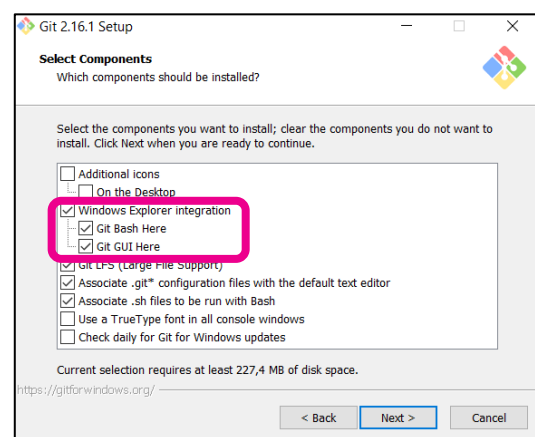 Git 2.16.1 Setup
Select Components
Which components should be installed?
Select the components you want to install; clear the components you do not want to
install. Click Next when you are ready to continue.
Additional icons
On the Desktop
Windows Explorer integration
Git Bash Here
Git GUI Here
Git LFS (Large File Support)
Associate .git* configuration files with the default text editor
Associate .sh files to be run with Bash
Use a TrueType font in all console windows
Check daily for Git for Windows updates
Current selection requires at least 227,4 MB of disk space.
https://gitforwindows.org/
< Back Next > Cancel